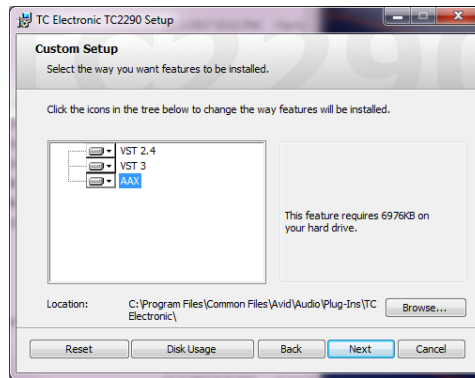 TC Electronic TC2290 Setup
Custom Setup
Select the way you want features to be installed.
TC2290
Click the icons in the tree below to change the way features will be installed.
VST 2.4
VST 3
AAX
This feature requires 6976KB on
your hard drive.
Location:
C:\Program Files\Common Files\Avid\Audio\Plug-Ins\TC
Electronic\
Browse...
Reset
Disk Usage
Back
Next
Cancel